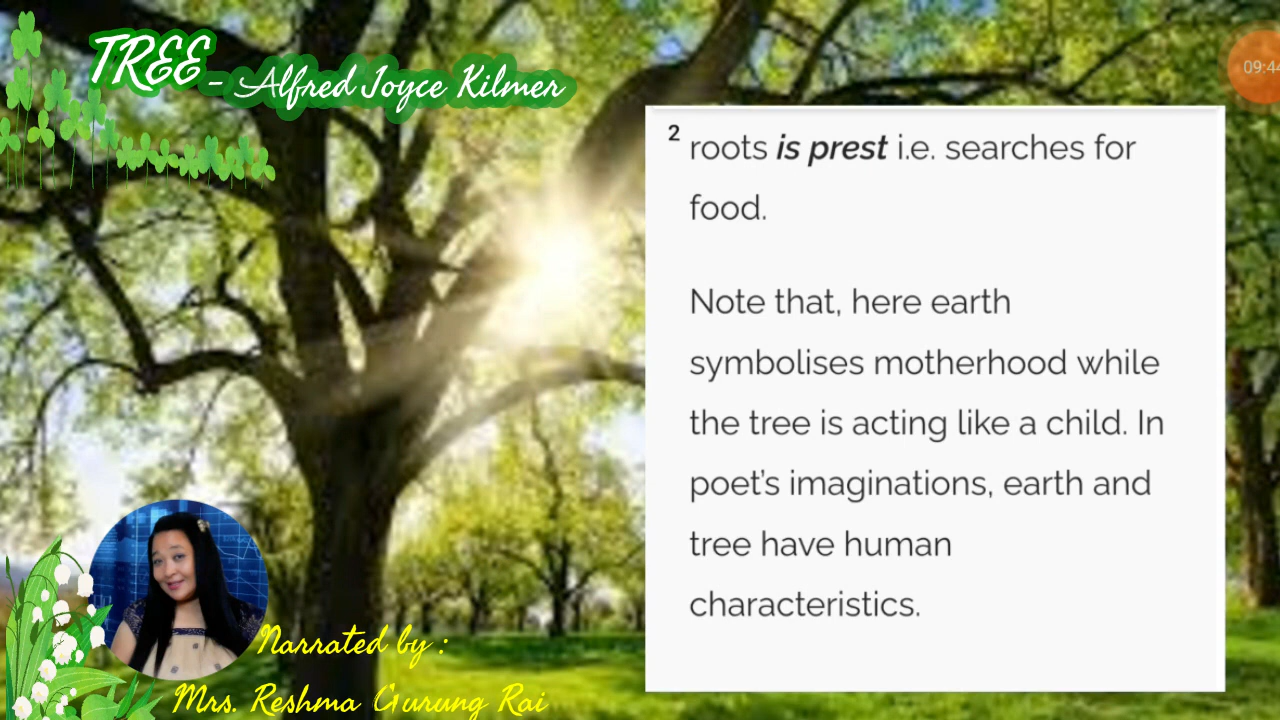 TREE - Alfred Joyce Kilmer
09:44
2 roots is prest i.e. searches for
food.
Note that, here earth
symbolises motherhood while
the tree is acting like a child. In
poet's imaginations, earth and
tree have human
characteristics.
Narrated by :
Mrs. Reshma Gurung Rai